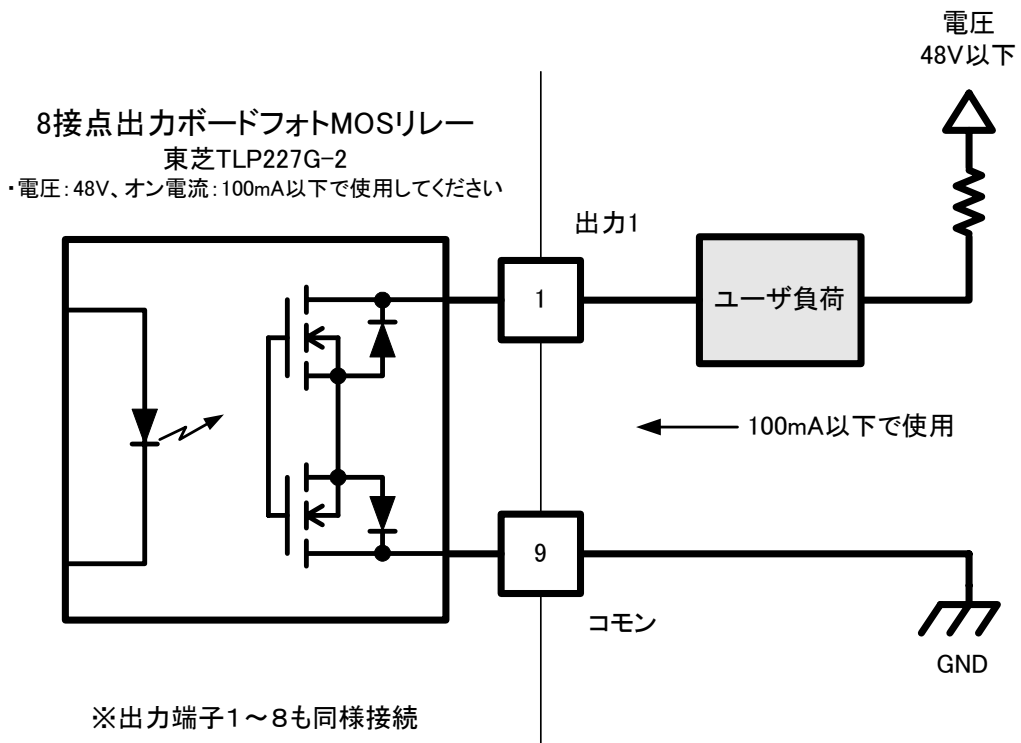 電圧
48V以下
8接点出力ボードフォトMOSリレー
東芝TLP227G-2
・電圧：48V、オン電流：100mA以下で使用してください
出力1
1
ユーザ負荷
100mA以下で使用
9
コモン
GND
※出力端子１～８も同様接続